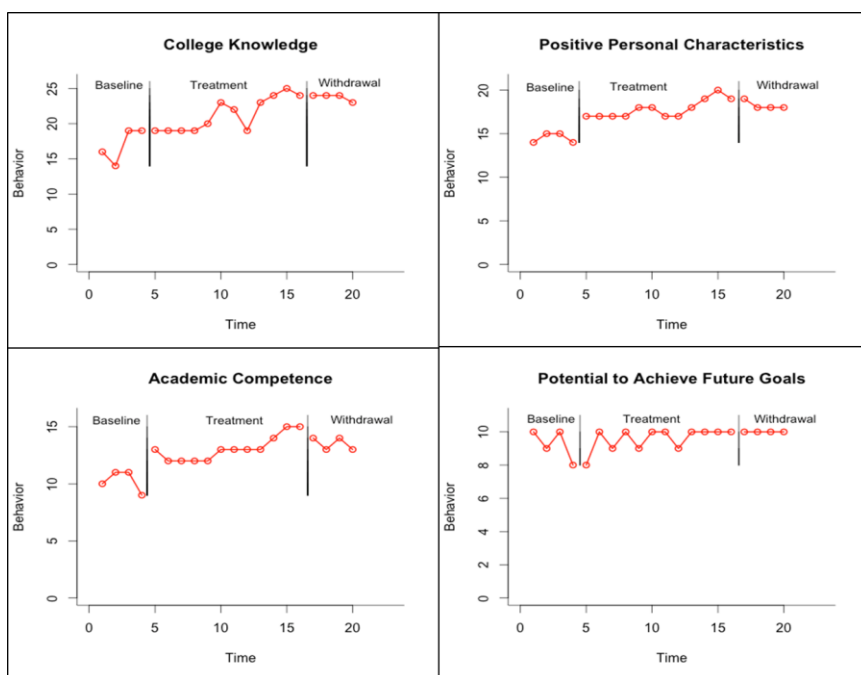 College Knowledge
Baseline Treatment Withdrawal
25
20
15
10
5
0
Behavior
0 5 10 15 20
Time
Positive Personal Characteristics
Baseline Treatment Withdrawal
20
15
10
5
0
Behavior
0 5 10 15 20
Time
Academic Competence
Baseline Treatment Withdrawal
15
10
5
0
Behavior
0 5 10 15 20
Time
Potential to Achieve Future Goals
Baseline Treatment Withdrawal
10
8
6
4
2
0
Behavior
0 5 10 15 20
Time